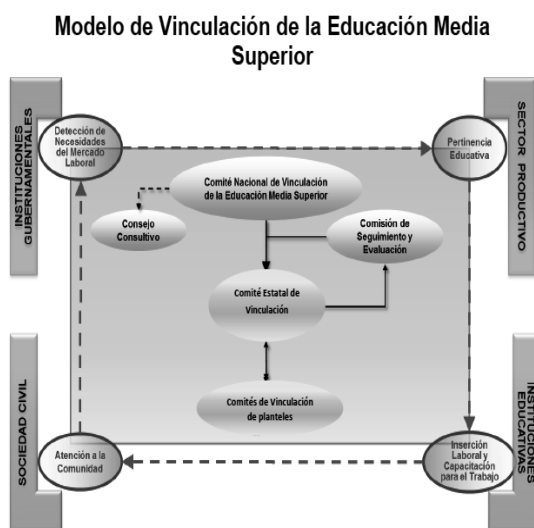 Modelo de Vinculación de la Educación Media
Superior
INSTITUCIONES
GUBERNAMENTALES
Detección de
Necesidades
del Mercado
Laboral
Pertinencia
Educativa
SECTOR PRODUCTIVO
Comité Nacional de Vinculación
de la Educación Media Superior
Consejo
Consultivo
Comisión de
Seguimiento y
Evaluación
Comité Estatal de
Vinculación
Comités de Vinculación
de planteles
SOCIEDAD CIVIL
Atención a la
Comunidad
Inserción
Laboral y
Capacitación
para el Trabajo
INSTITUCIONES
EDUCATIVAS